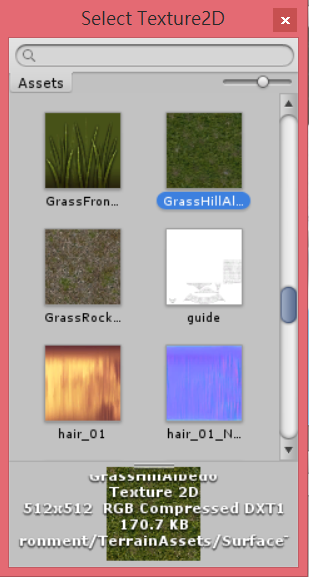 Select Texture2D
Assets
GrassFron...
GrassHillAl...
GrassRock...
guide
hair_01
hair_01_N...
GrassHillAlbedo
Texture 2D
512x512 RGB Compressed DXT1
170.7 KB
ronment/TerrainAssets/Surface